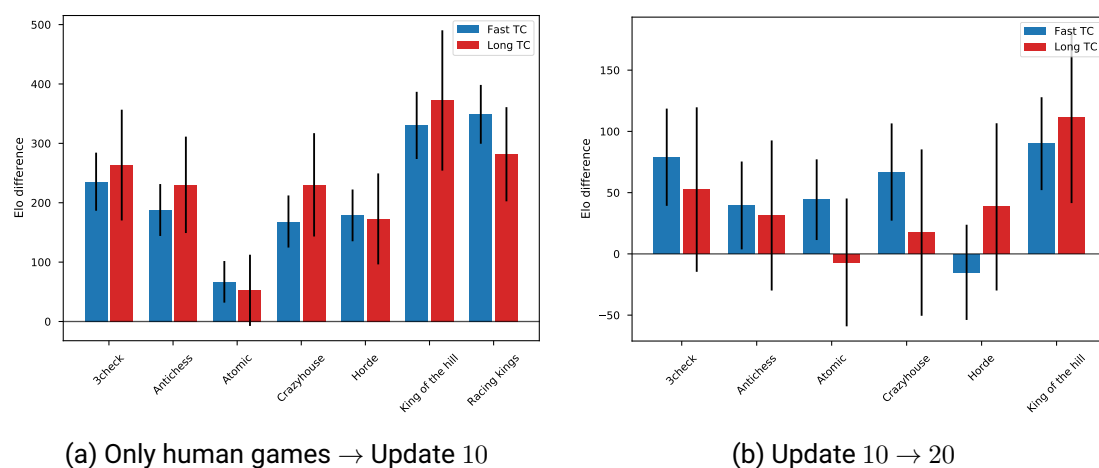 500
400
300
200
100
0
Elo difference
Fast TC
Long TC
3check
Antichess
Atomic
Crazyhouse
Horde
King of the hill
Racing Kings
(a) Only human games → Update 10
150
100
50
0
−50
Elo difference
Fast TC
Long TC
3check
Antichess
Atomic
Crazyhouse
Horde
King of the hill
(b) Update 10 → 20